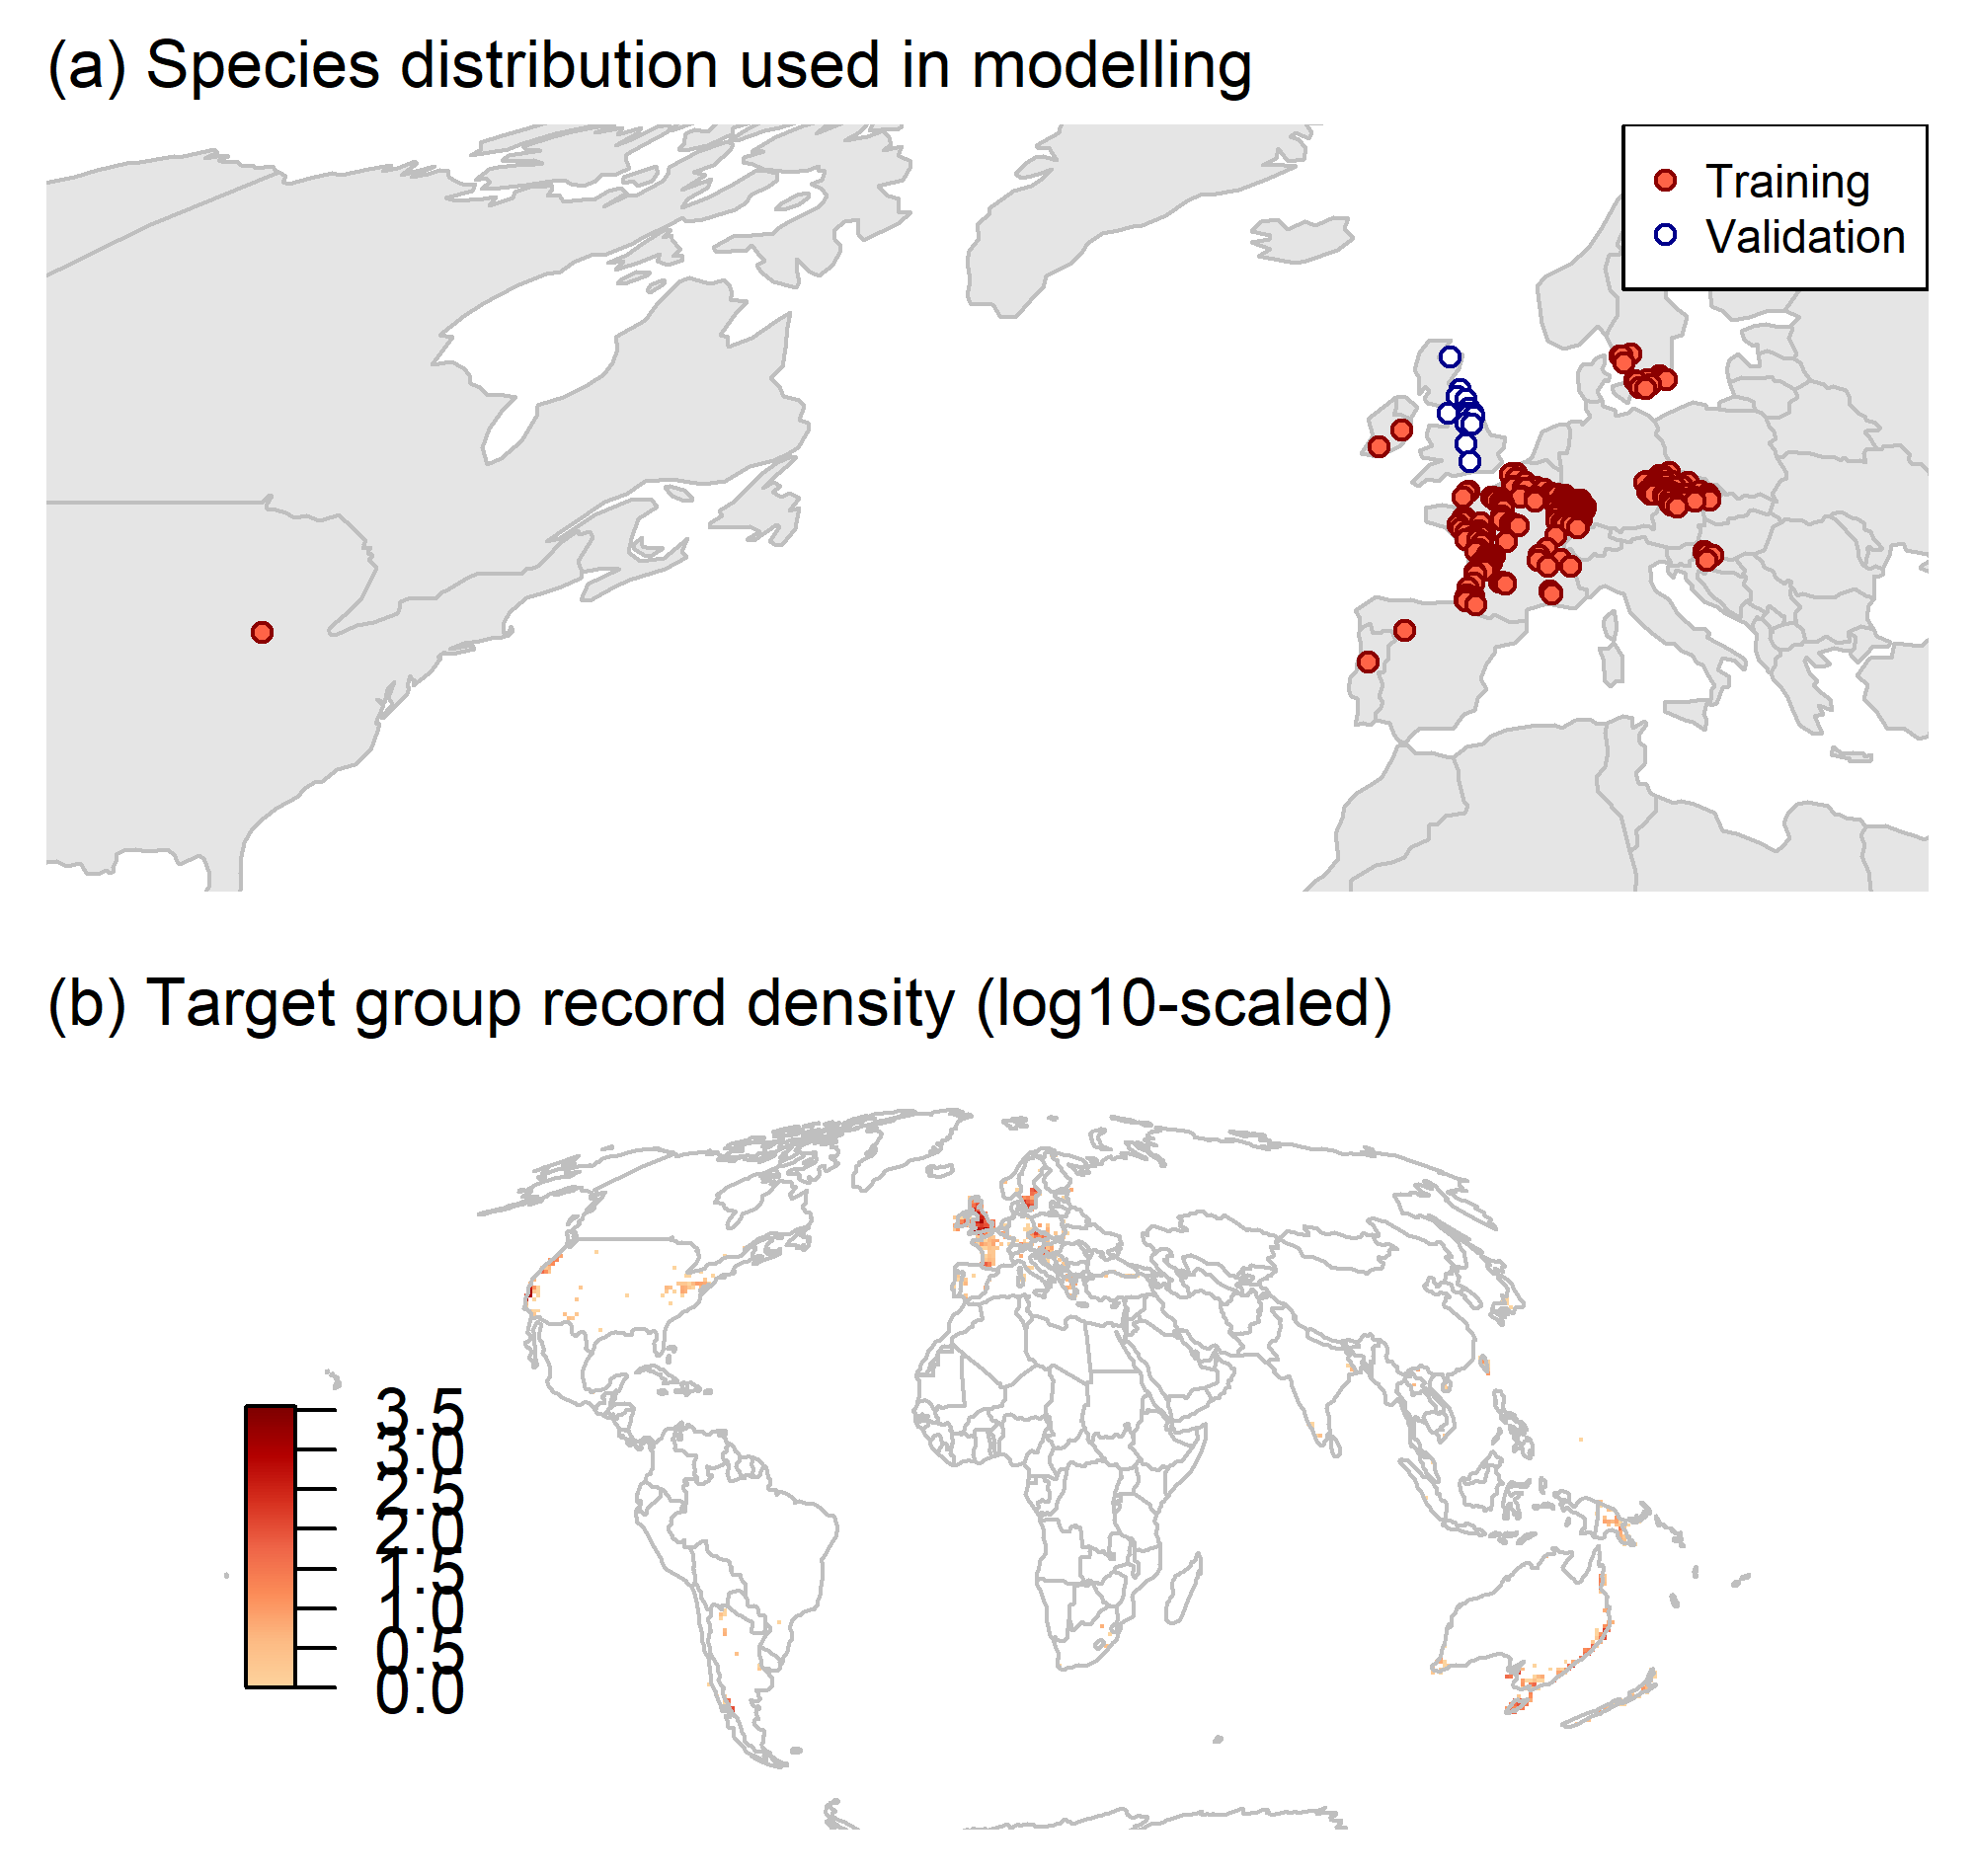 (a) Species distribution used in modelling
Training
Validation
(b) Target group record density (log10-scaled)
3.5
3.0
2.5
2.0
1.5
1.0
0.5
0.0